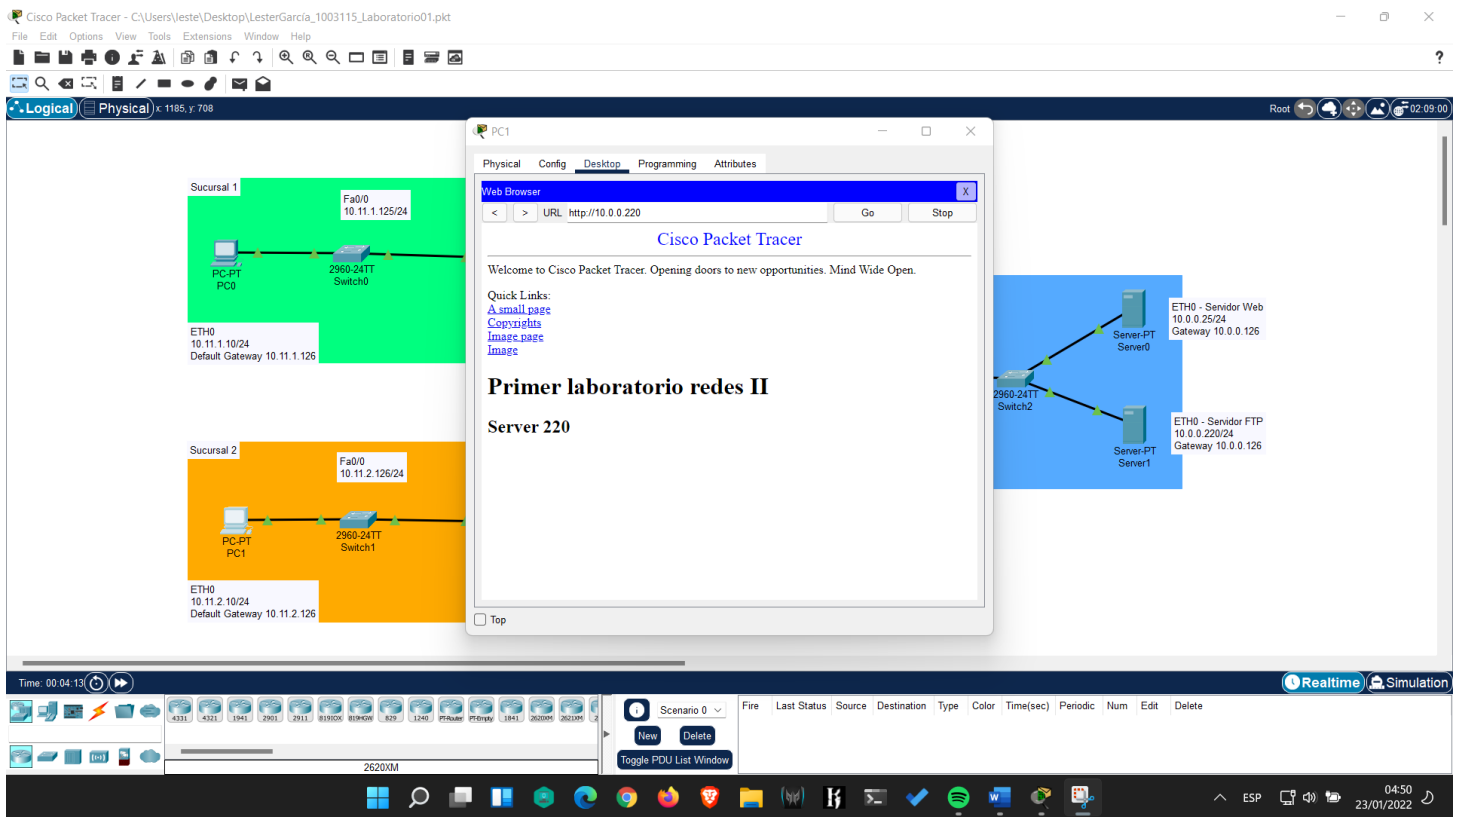 Cisco Packet Tracer - C:\Users\leste\Desktop\LesterGarcía_1003115_Laboratorio01.pkt
File Edit Options View Tools Extensions Window Help
?
Logical Physical x: 1185, y: 708
Root 02:09:00
PC1
Physical Config Desktop Programming Attributes
Web Browser X
< > URL http://10.0.0.220 Go Stop
Cisco Packet Tracer
Welcome to Cisco Packet Tracer. Opening doors to new opportunities. Mind Wide Open.
Quick Links:
A small page
Copyrights
Image page
Image
Primer laboratorio redes II
Server 220
Top
Sucursal 1
Fa0/0
10.11.1.125/24
PC-PT
PC0
2960-24TT
Switch0
ETH0
10.11.1.10/24
Default Gateway 10.11.1.126
Sucursal 2
Fa0/0
10.11.2.126/24
PC-PT
PC1
2960-24TT
Switch1
ETH0
10.11.2.10/24
Default Gateway 10.11.2.126
ETH0 - Servidor Web
10.0.0.25/24
Gateway 10.0.0.126
Server-PT
Server0
2960-24TT
Switch2
ETH0 - Servidor FTP
10.0.0.220/24
Gateway 10.0.0.126
Server-PT
Server1
Time: 00:04:13
Realtime Simulation
4331 4321 1941 2901 2911 819IOX 819HGW 829 1240 PT-Router PT-Empty 1841 2620XM 2621XM 2
2620XM
Scenario 0
New Delete
Toggle PDU List Window
Fire Last Status Source Destination Type Color Time(sec) Periodic Num Edit Delete
ESP
04:50
23/01/2022